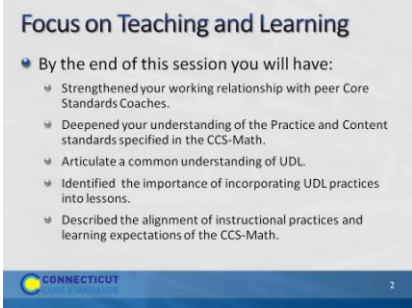 Focus on Teaching and Learning
By the end of this session you will have:
Strengthened your working relationship with peer Core
Standards Coaches.
Deepened your understanding of the Practice and Content
standards specified in the CCS-Math.
Articulate a common understanding of UDL.
Identified the importance of incorporating UDL practices
into lessons.
Described the alignment of instructional practices and
learning expectations of the CCS-Math.
CONNECTICUT
CORE STANDARDS
2